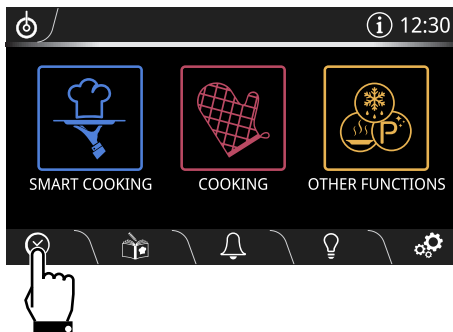 12:30
SMART COOKING
COOKING
OTHER FUNCTIONS
P